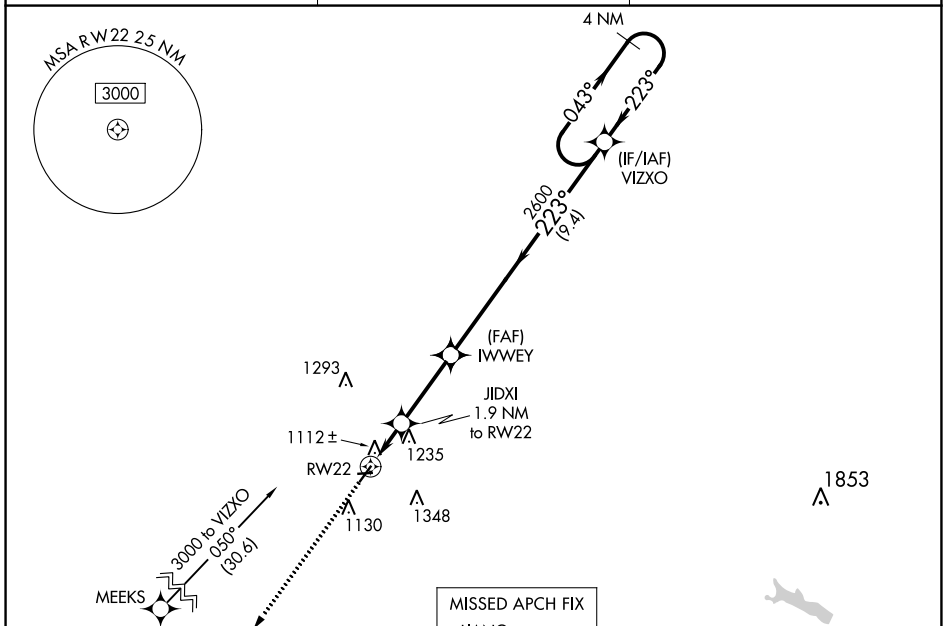 4 NM
MSA RW22 25 NM
3000
043°
223°
(IF/IAF)
VIZXO
2600
223°
(9.4)
(FAF)
IWWEY
1293
JIDXI
1.9 NM
to RW22
1112 ±
1235
RW22
1853
1130
1348
3000 to VIZXO
050°
(30.6)
MEEKS
MISSED APCH FIX